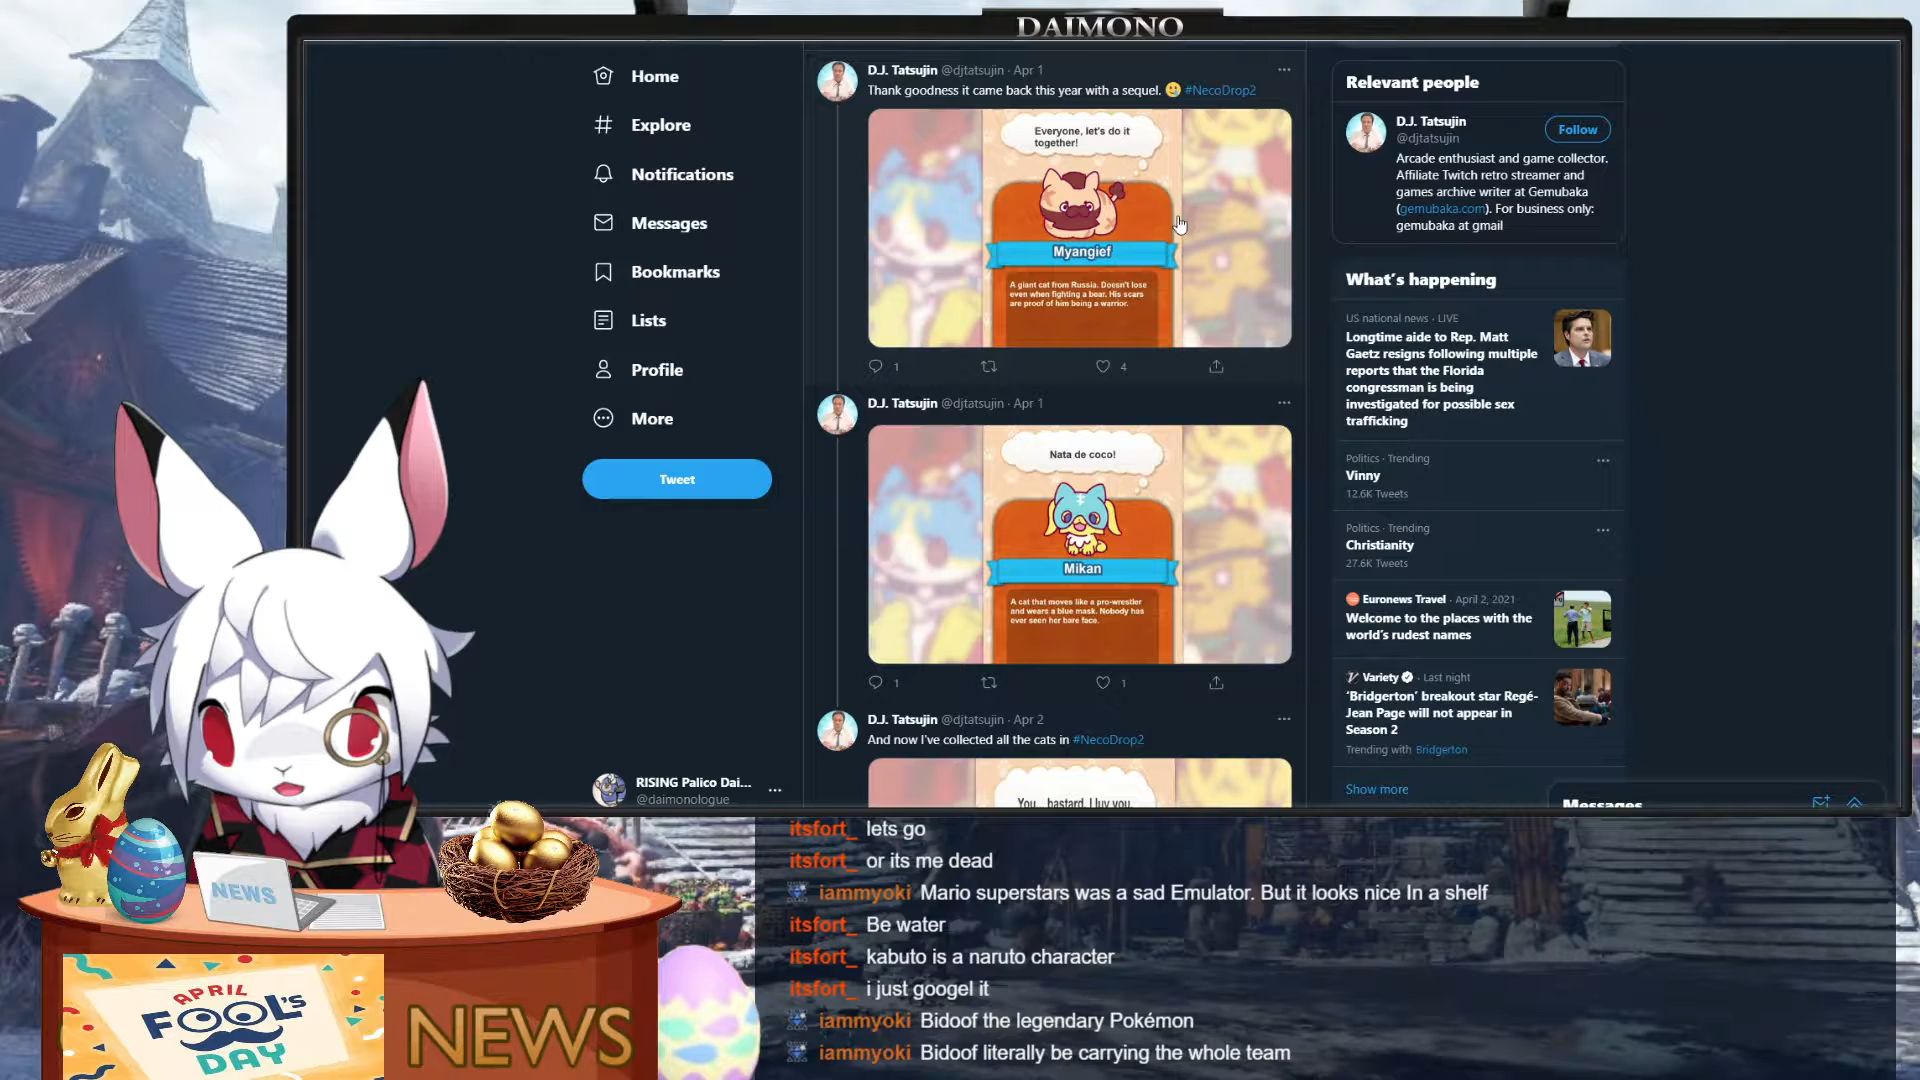 DAIMONO
Home
Explore
Notifications
Messages
Bookmarks
Lists
Profile
More
Tweet
RISING Palico Dai...
@daimonologue
D.J. Tatsujin @djtatsujin · Apr 1
Thank goodness it came back this year with a sequel. 🥲 #NecoDrop2
Everyone, let's do it
together!
Myangief
A giant cat from Russia. Doesn't lose
even when fighting a bear. His scars
are proof of him being a warrior.
1
4
D.J. Tatsujin @djtatsujin · Apr 1
Nata de coco!
Mikan
A cat that moves like a pro-wrestler
and wears a blue mask. Nobody has
ever seen her bare face.
1
1
D.J. Tatsujin @djtatsujin · Apr 2
And now I've collected all the cats in #NecoDrop2
You... bastard. I luv you.
Relevant people
D.J. Tatsujin
@djtatsujin
Follow
Arcade enthusiast and game collector.
Affiliate Twitch retro streamer and
games archive writer at Gemubaka
(gemubaka.com). For business only:
gemubaka at gmail
What's happening
US national news · LIVE
Longtime aide to Rep. Matt
Gaetz resigns following multiple
reports that the Florida
congressman is being
investigated for possible sex
trafficking
Politics · Trending
Vinny
12.6K Tweets
Politics · Trending
Christianity
27.6K Tweets
Euronews Travel · April 2, 2021
Welcome to the places with the
world's rudest names
Variety · Last night
'Bridgerton' breakout star Regé-
Jean Page will not appear in
Season 2
Trending with Bridgerton
Show more
Messages
itsfort_ lets go
itsfort_ or its me dead
iammyoki Mario superstars was a sad Emulator. But it looks nice In a shelf
itsfort_ Be water
itsfort_ kabuto is a naruto character
itsfort_ i just googel it
iammyoki Bidoof the legendary Pokémon
iammyoki Bidoof literally be carrying the whole team
NEWS
APRIL
FOOL'S
DAY
NEWS